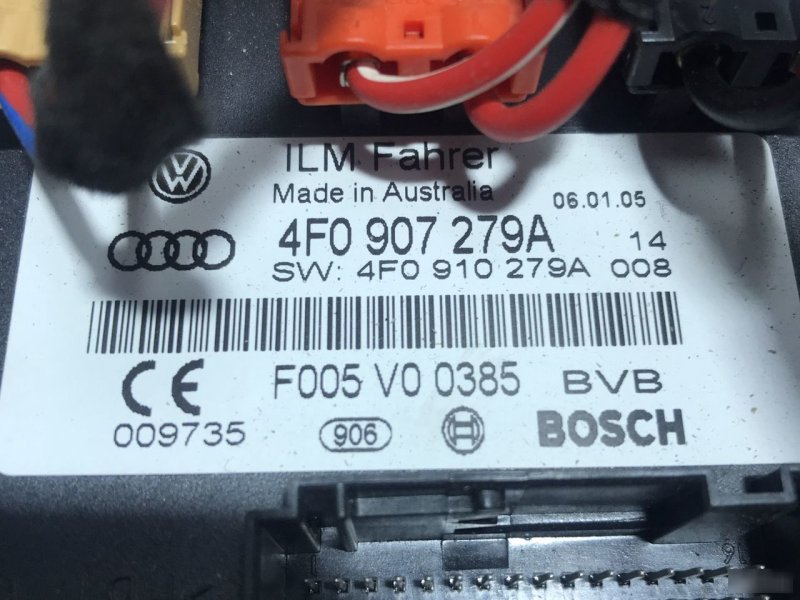 ILM Fahrer
Made in Australia 06.01.05
4F0 907 279A 14
SW: 4F0 910 279A 008
F005 V0 0385 BVB
009735 906 BOSCH